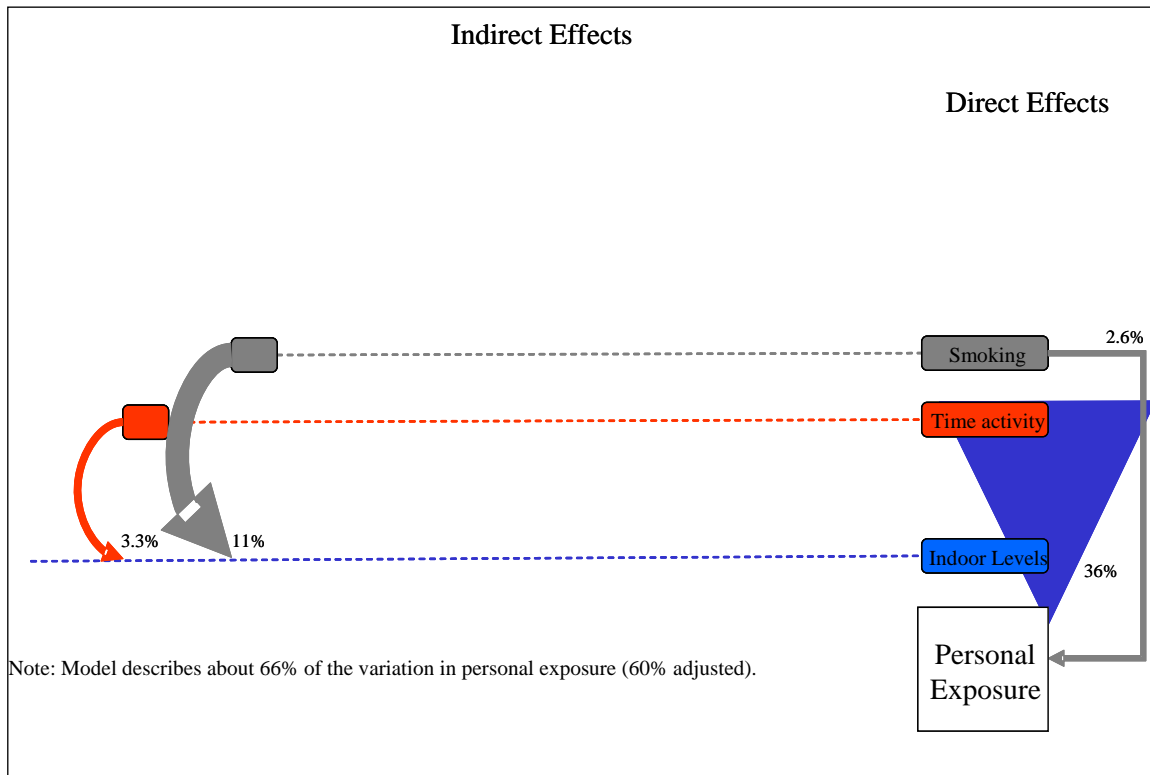 Indirect Effects
Direct Effects
2.6%
Smoking
Time activity
3.3%
11%
Indoor Levels
36%
Personal
Exposure
Note: Model describes about 66% of the variation in personal exposure (60% adjusted).